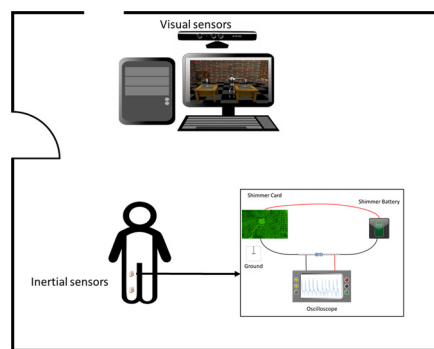 Visual sensors
Shimmer Card
Shimmer Battery
Ground
Inertial sensors
Oscilloscope